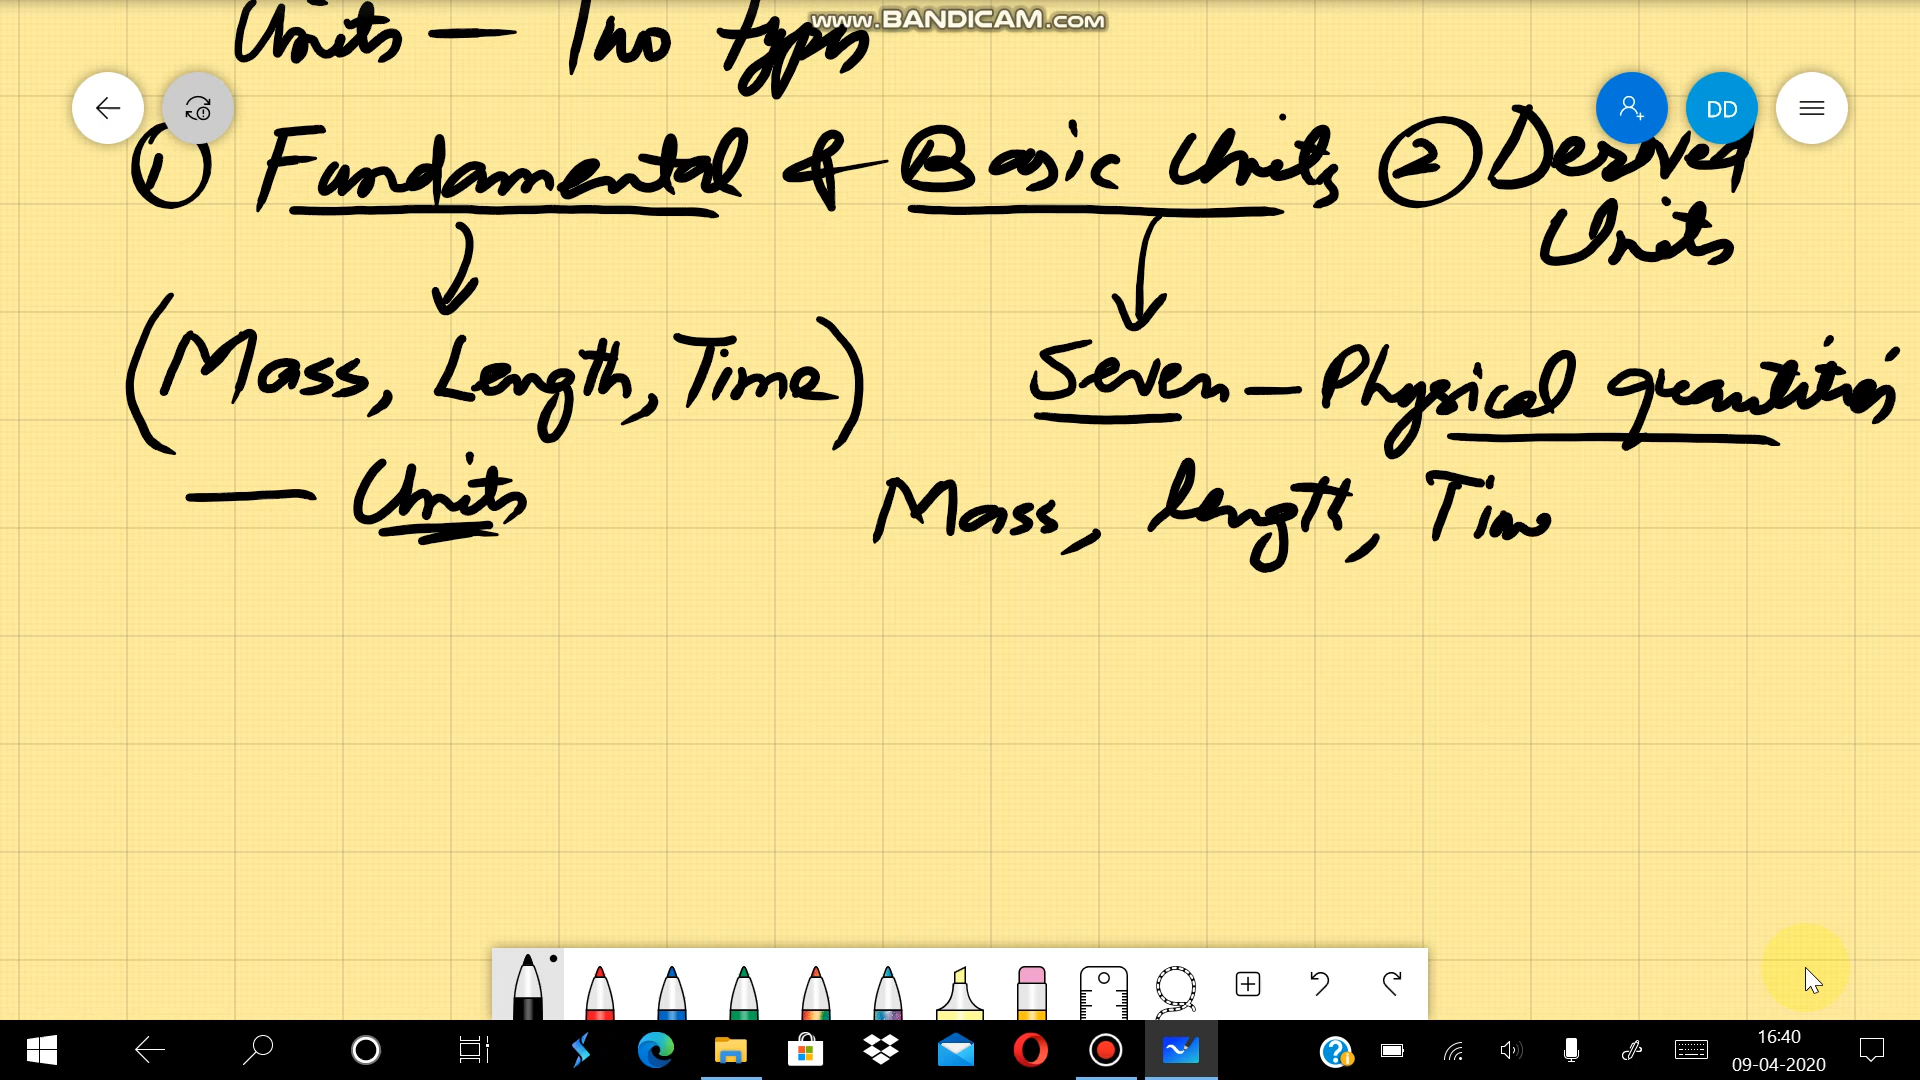 www.BANDICAM.com
Units — Two types
① Fundamental & Basic Units ② Derived
Units
DD
(Mass, Length, Time) Seven — Physical quantities
— Units Mass, length, Time
16:40
09-04-2020